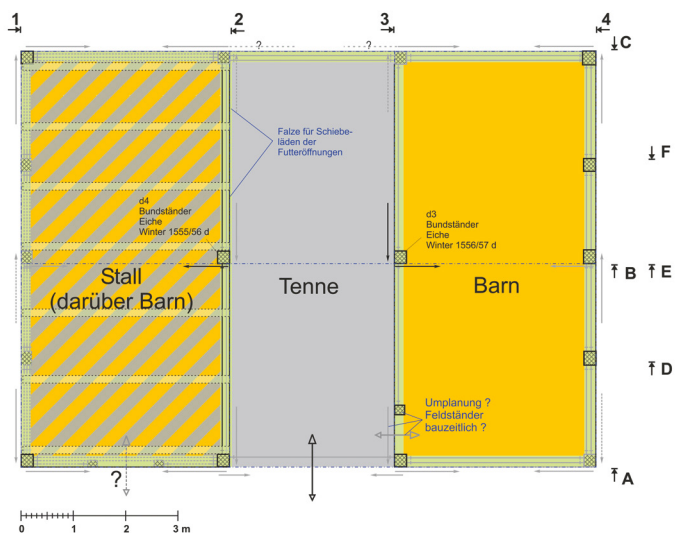 1 2 3 4
C
? ?
Falze für Schiebe-
läden der
Futteröffnungen
F
d4
Bundständer
Eiche
Winter 1555/56 d
d3
Bundständer
Eiche
Winter 1556/57 d
B E
Stall
(darüber Barn)
Tenne
Barn
D
Umplanung ?
Feldständer
bauzeitlich ?
?
A
0 1 2 3 m